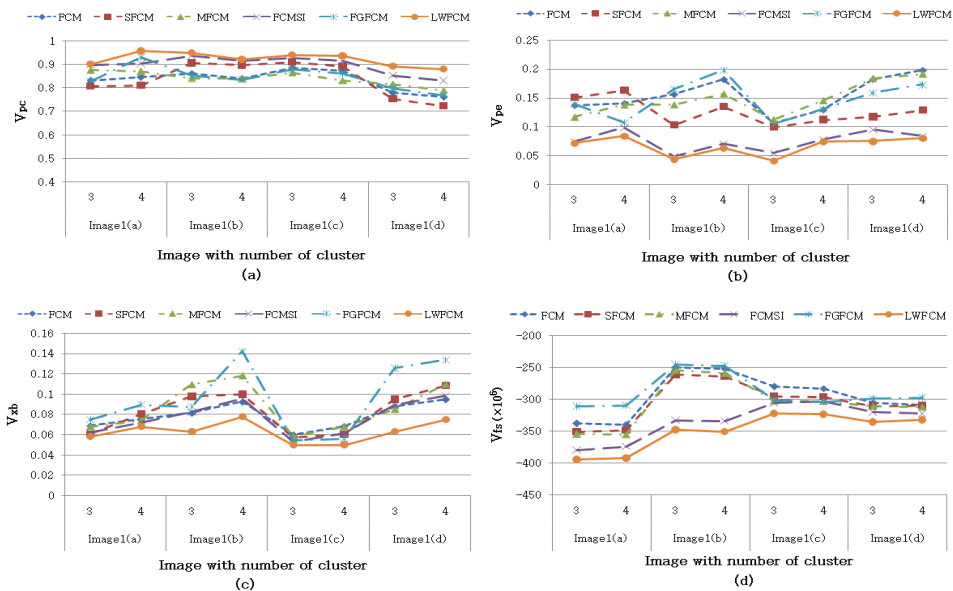 FCM SFCM MFCM FCMSI FGFCM LWFCM
1
0.9
0.8
0.7
0.6
0.5
0.4
Vpc
3 4 3 4 3 4 3 4
Image1(a) Image1(b) Image1(c) Image1(d)
Image with number of cluster
(a)
FCM SFCM MFCM FCMSI FGFCM LWFCM
0.25
0.2
0.15
0.1
0.05
0
Vpe
3 4 3 4 3 4 3 4
Image1(a) Image1(b) Image1(c) Image1(d)
Image with number of cluster
(b)
FCM SFCM MFCM FCMSI FGFCM LWFCM
0.16
0.14
0.12
0.1
0.08
0.06
0.04
0.02
0
Vxb
3 4 3 4 3 4 3 4
Image1(a) Image1(b) Image1(c) Image1(d)
Image with number of cluster
(c)
FCM SFCM MFCM FCMSI FGFCM LWFCM
-200
-250
-300
-350
-400
-450
Vfs(×10⁶)
3 4 3 4 3 4 3 4
Image1(a) Image1(b) Image1(c) Image1(d)
Image with number of cluster
(d)